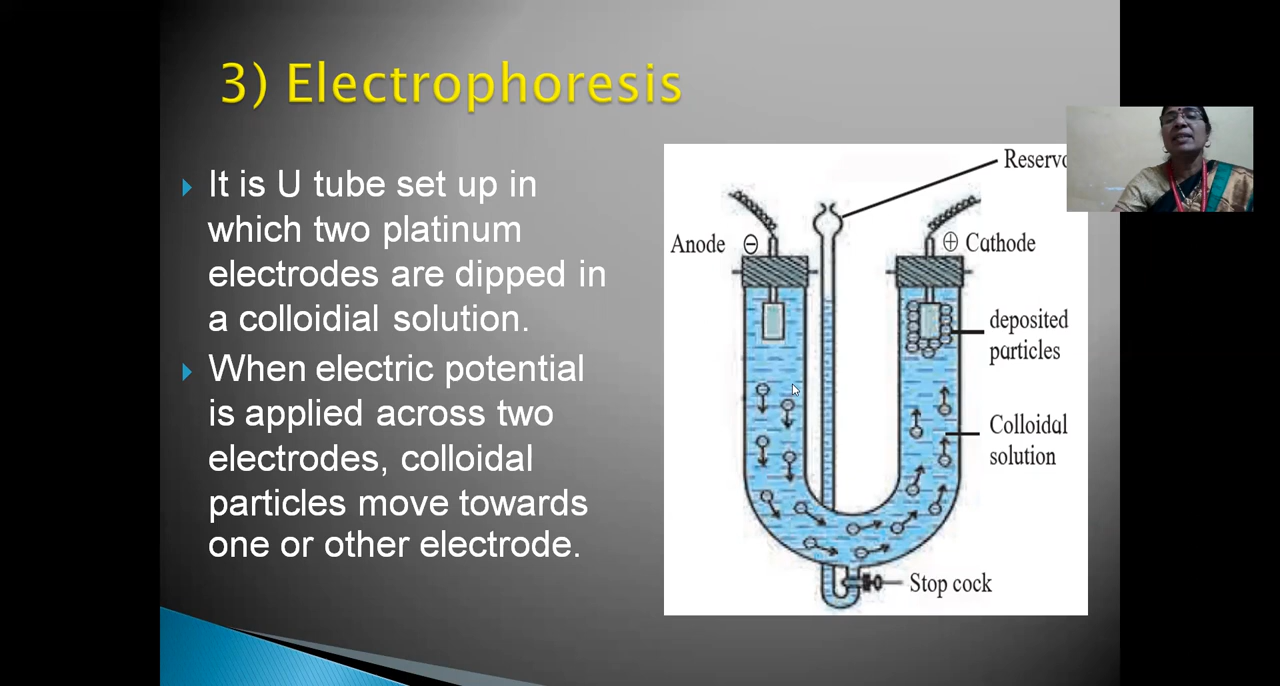 3) Electrophoresis
It is U tube set up in
which two platinum
electrodes are dipped in
a colloidial solution.
When electric potential
is applied across two
electrodes, colloidal
particles move towards
one or other electrode.
Reservo
Anode ⊖
⊕ Cathode
deposited
particles
Colloidal
solution
Stop cock